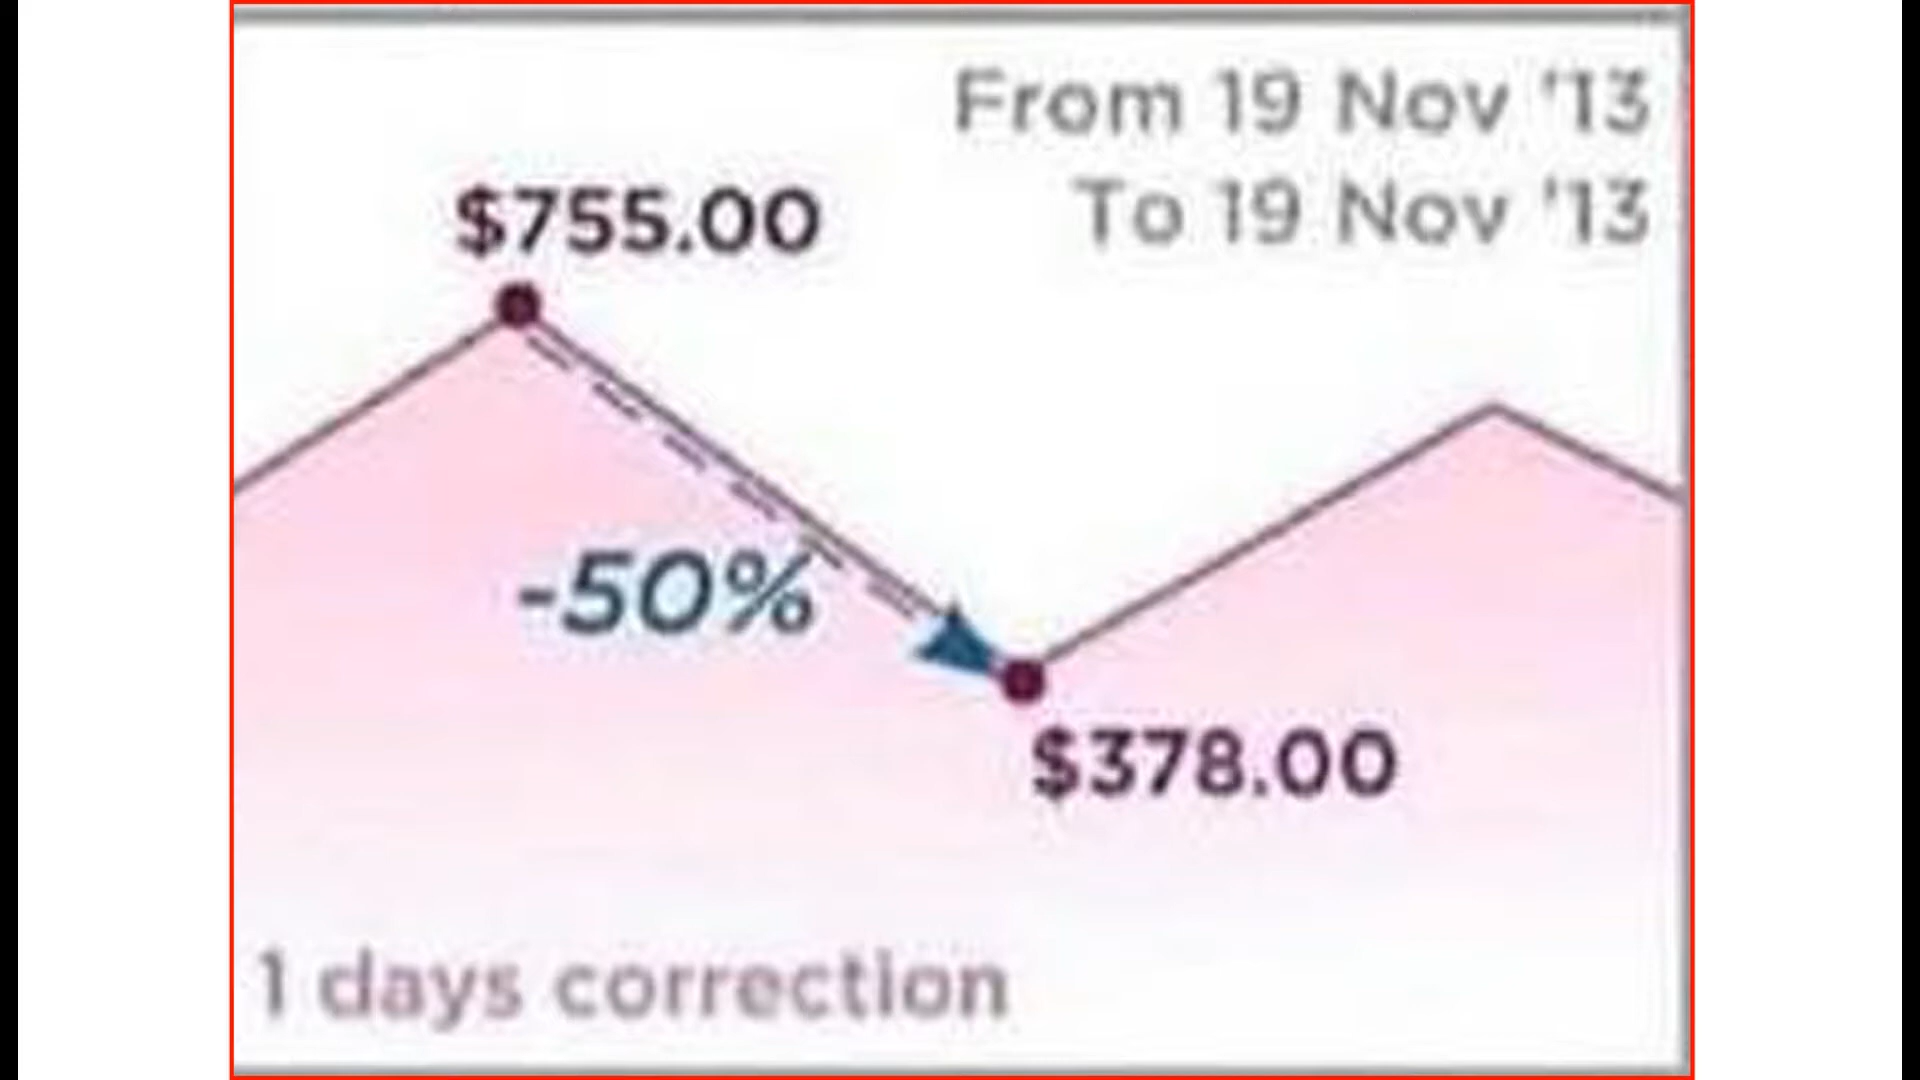 From 19 Nov '13
To 19 Nov '13
$755.00
-50%
$378.00
1 days correction